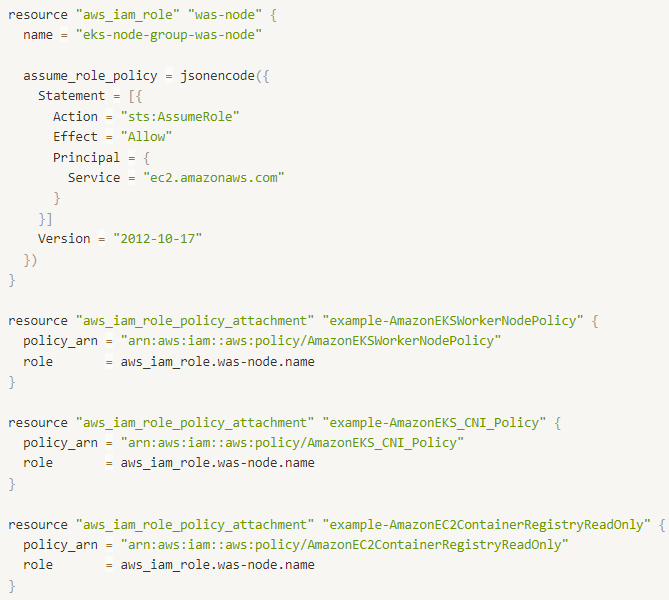 resource "aws_iam_role" "was-node" {
  name = "eks-node-group-was-node"

  assume_role_policy = jsonencode({
    Statement = [{
      Action = "sts:AssumeRole"
      Effect = "Allow"
      Principal = {
        Service = "ec2.amazonaws.com"
      }
    }]
    Version = "2012-10-17"
  })
}

resource "aws_iam_role_policy_attachment" "example-AmazonEKSWorkerNodePolicy" {
  policy_arn = "arn:aws:iam::aws:policy/AmazonEKSWorkerNodePolicy"
  role       = aws_iam_role.was-node.name
}

resource "aws_iam_role_policy_attachment" "example-AmazonEKS_CNI_Policy" {
  policy_arn = "arn:aws:iam::aws:policy/AmazonEKS_CNI_Policy"
  role       = aws_iam_role.was-node.name
}

resource "aws_iam_role_policy_attachment" "example-AmazonEC2ContainerRegistryReadOnly" {
  policy_arn = "arn:aws:iam::aws:policy/AmazonEC2ContainerRegistryReadOnly"
  role       = aws_iam_role.was-node.name
}